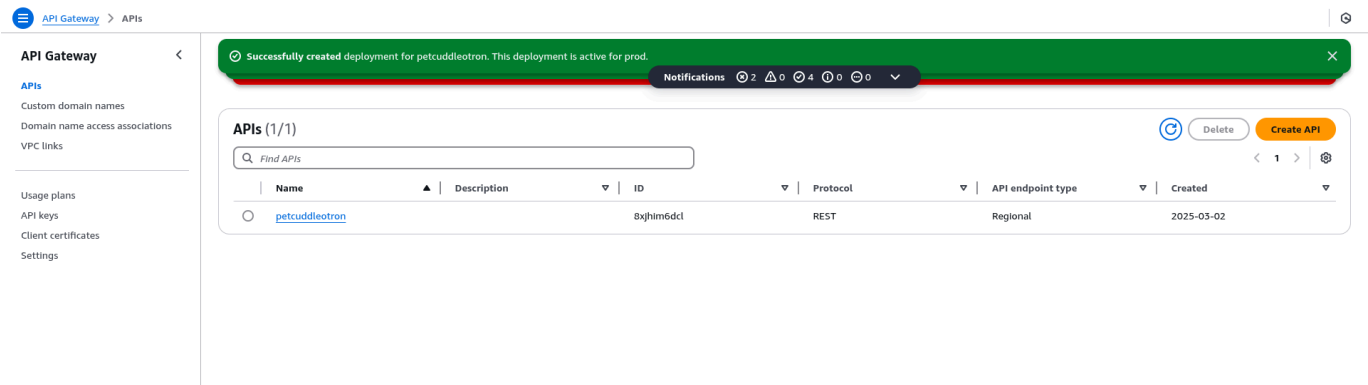 API Gateway > APIs
API Gateway
APIs
Custom domain names
Domain name access associations
VPC links
Usage plans
API keys
Client certificates
Settings
Successfully created deployment for petcuddleotron. This deployment is active for prod.
Notifications 2 0 4 0 0
APIs (1/1)
Delete
Create API
Find APIs
1
Name Description ID Protocol API endpoint type Created
petcuddleotron 8xjhim6dcl REST Regional 2025-03-02